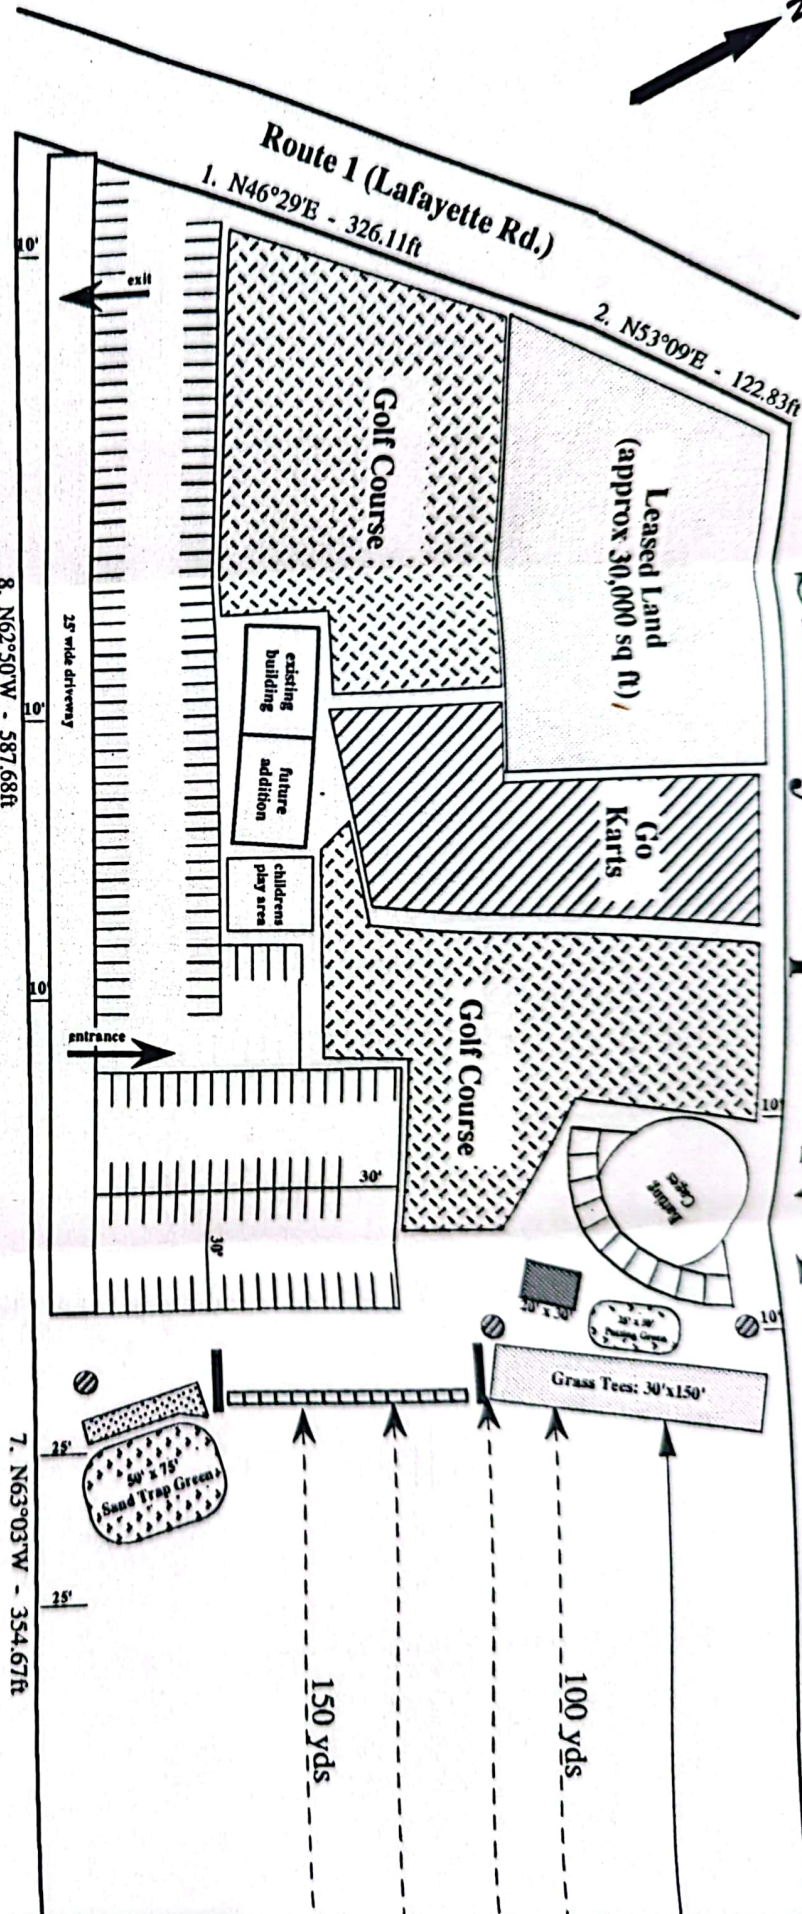 Route 1 (Lafayette Rd.)
1. N46°29'E - 326.11ft
2. N53°09'E - 122.83ft
10'
exit
Golf Course
Leased Land
(approx 30,000 sq ft)
existing
building
future
addition
25' wide driveway
8. N62°50'W - 587.68ft
10'
Go
Karts
childrens
play area
10'
entrance
Golf Course
10'
Batting
Cages
30'
30'
20' x 30'
Putting Green
10'
Grass Tees: 30'x150'
25'
50' x 75'
Sand Trap Green
7. N63°03'W - 354.67ft
25'
150 yds
100 yds